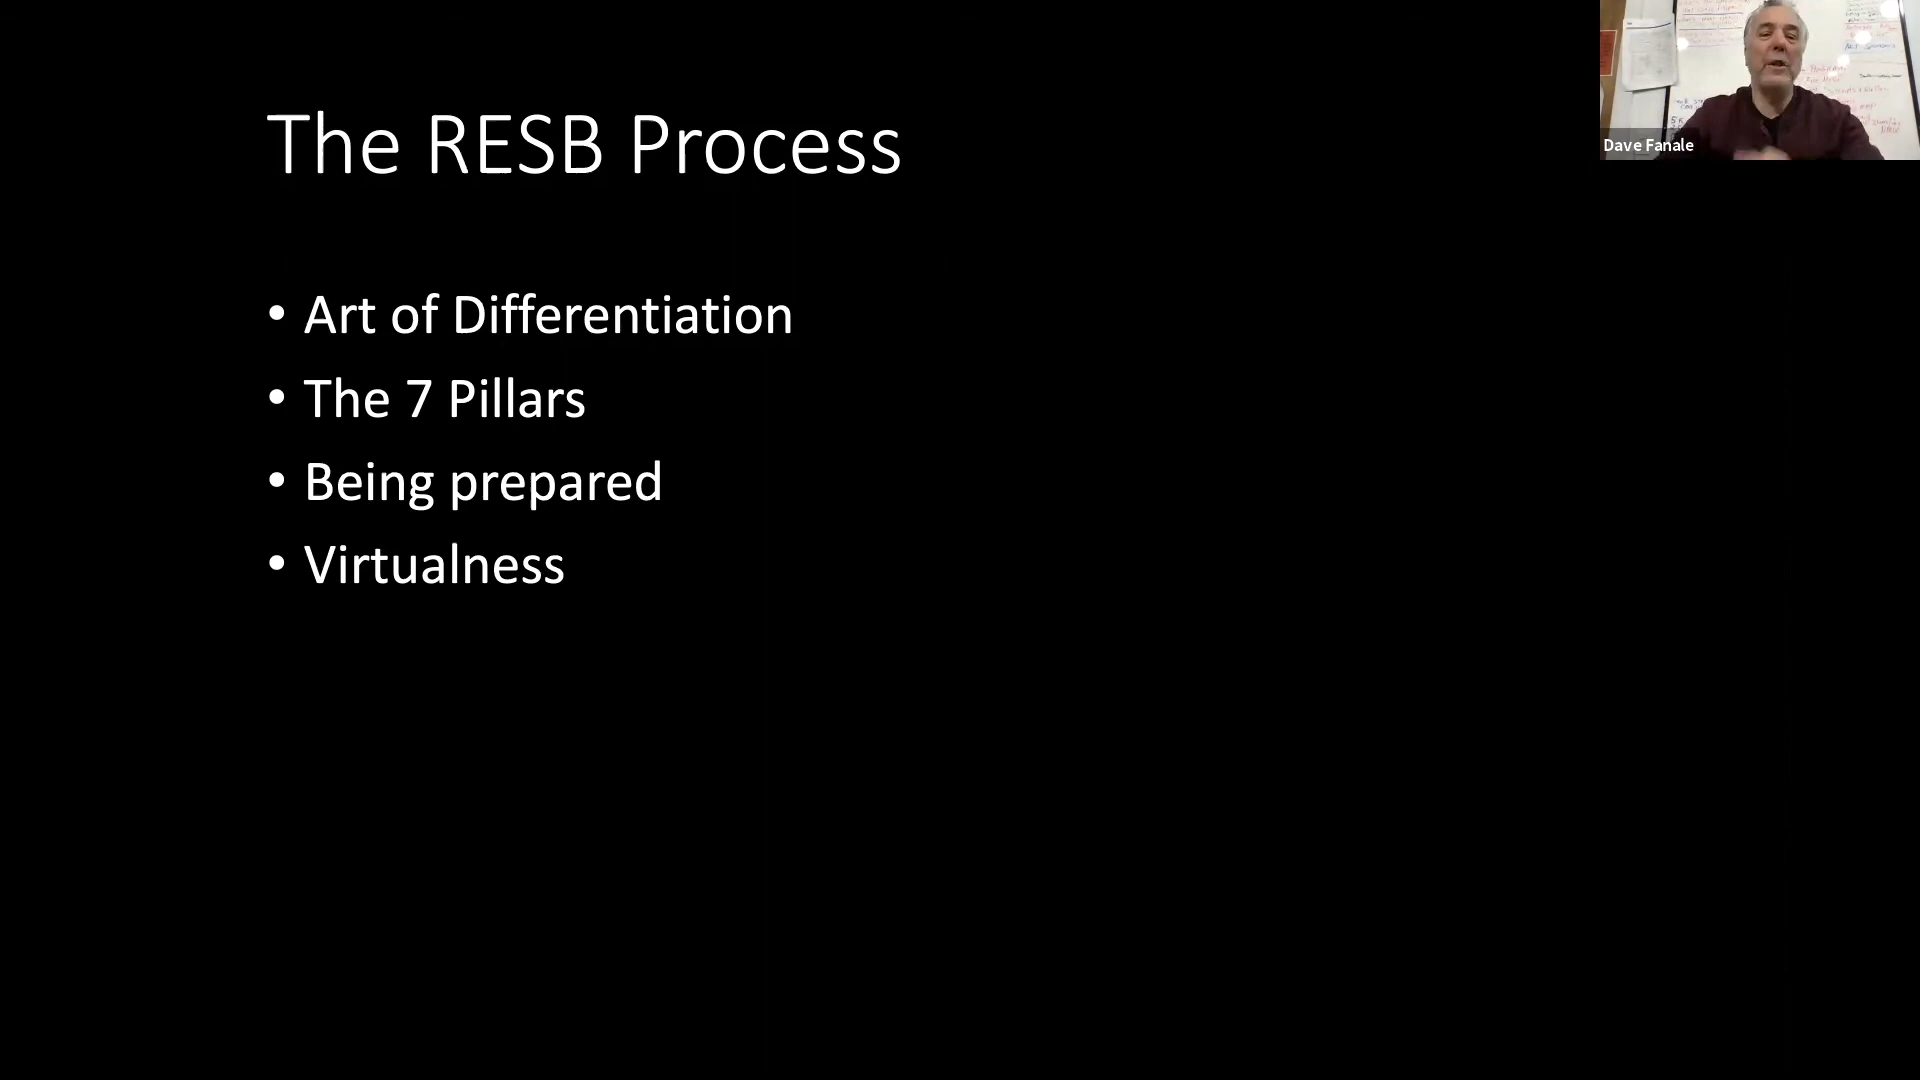 The RESB Process
• Art of Differentiation
• The 7 Pillars
• Being prepared
• Virtualness
Dave Fanale